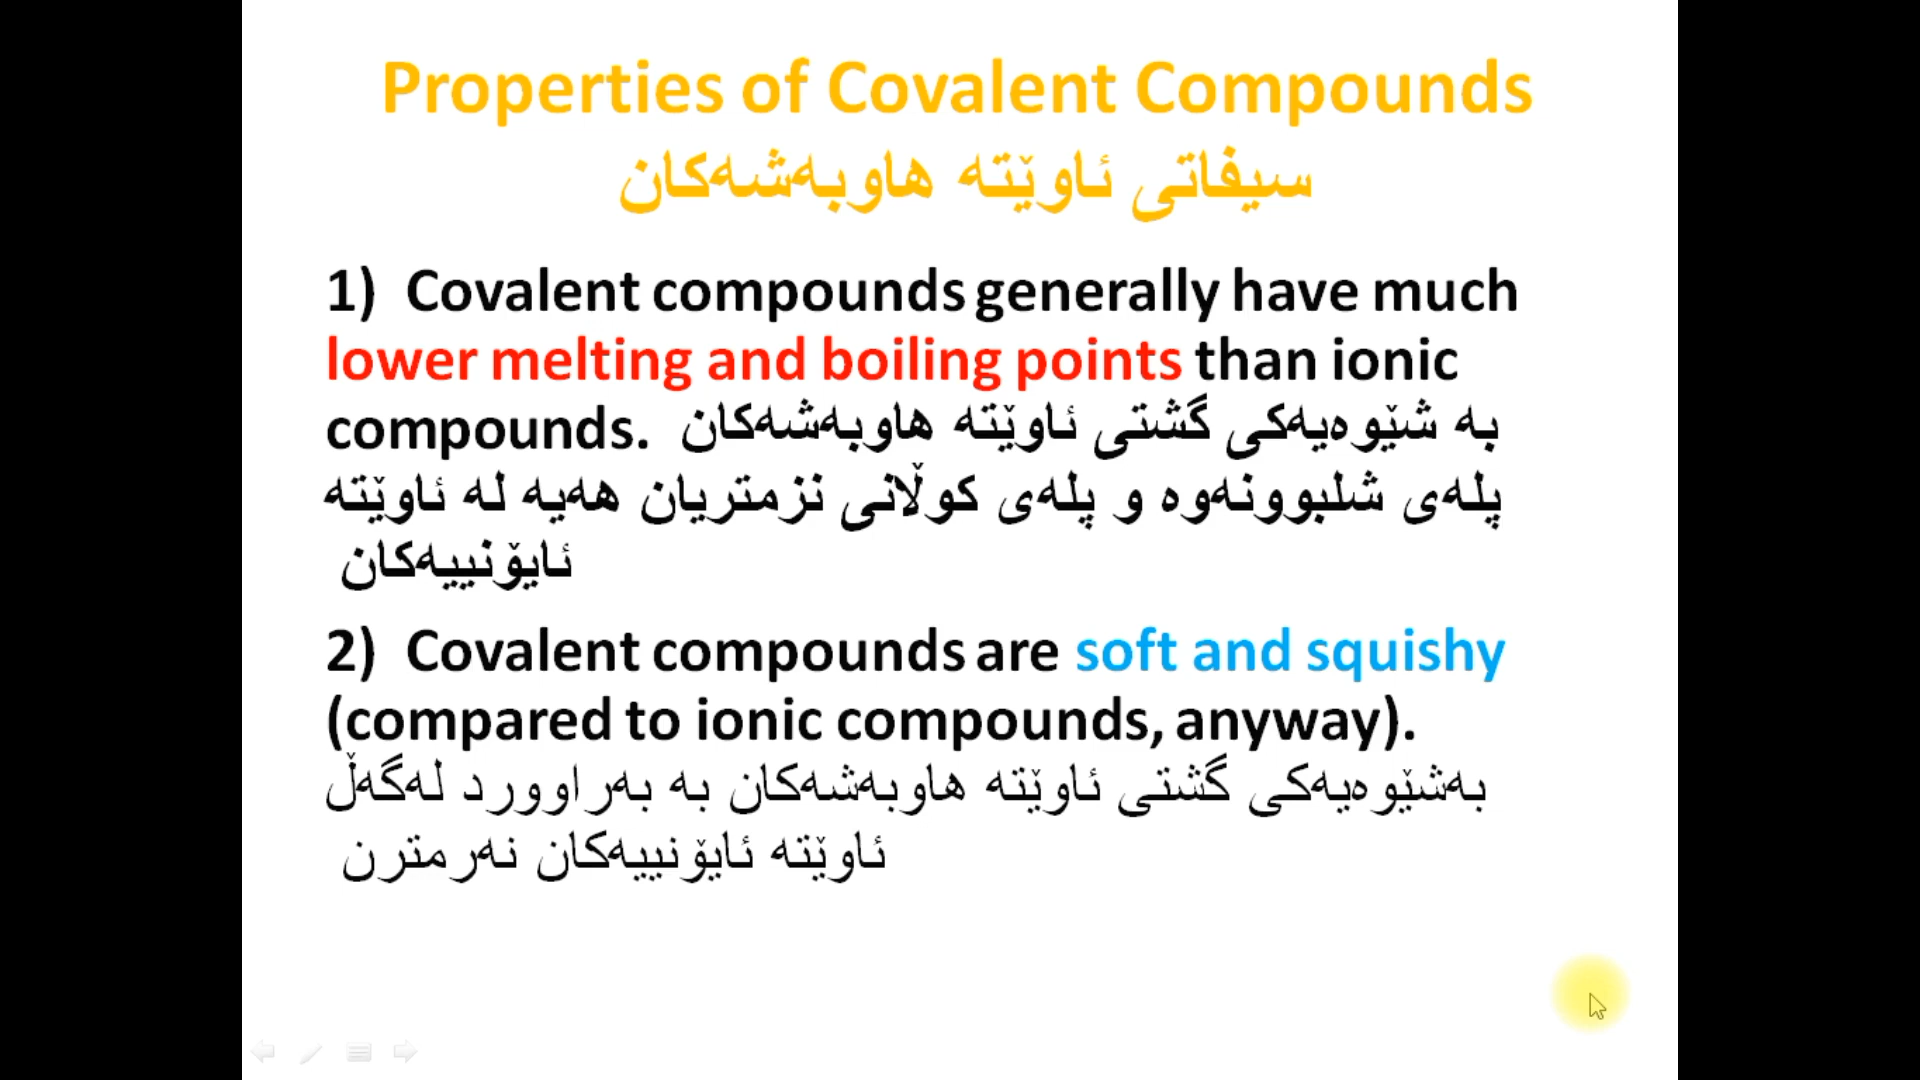 Properties of Covalent Compounds
سیفاتی ئاوێتە هاوبەشەکان
1) Covalent compounds generally have much
lower melting and boiling points than ionic
compounds. بە شێوەیەکی گشتی ئاوێتە هاوبەشەکان
پلەی شلبوونەوە و پلەی کوڵانی نزمتریان هەیە لە ئاوێتە
ئایۆنییەکان
2) Covalent compounds are soft and squishy
(compared to ionic compounds, anyway).
بەشێوەیەکی گشتی ئاوێتە هاوبەشەکان بە بەراوورد لەگەڵ
ئاوێتە ئایۆنییەکان نەرمترن